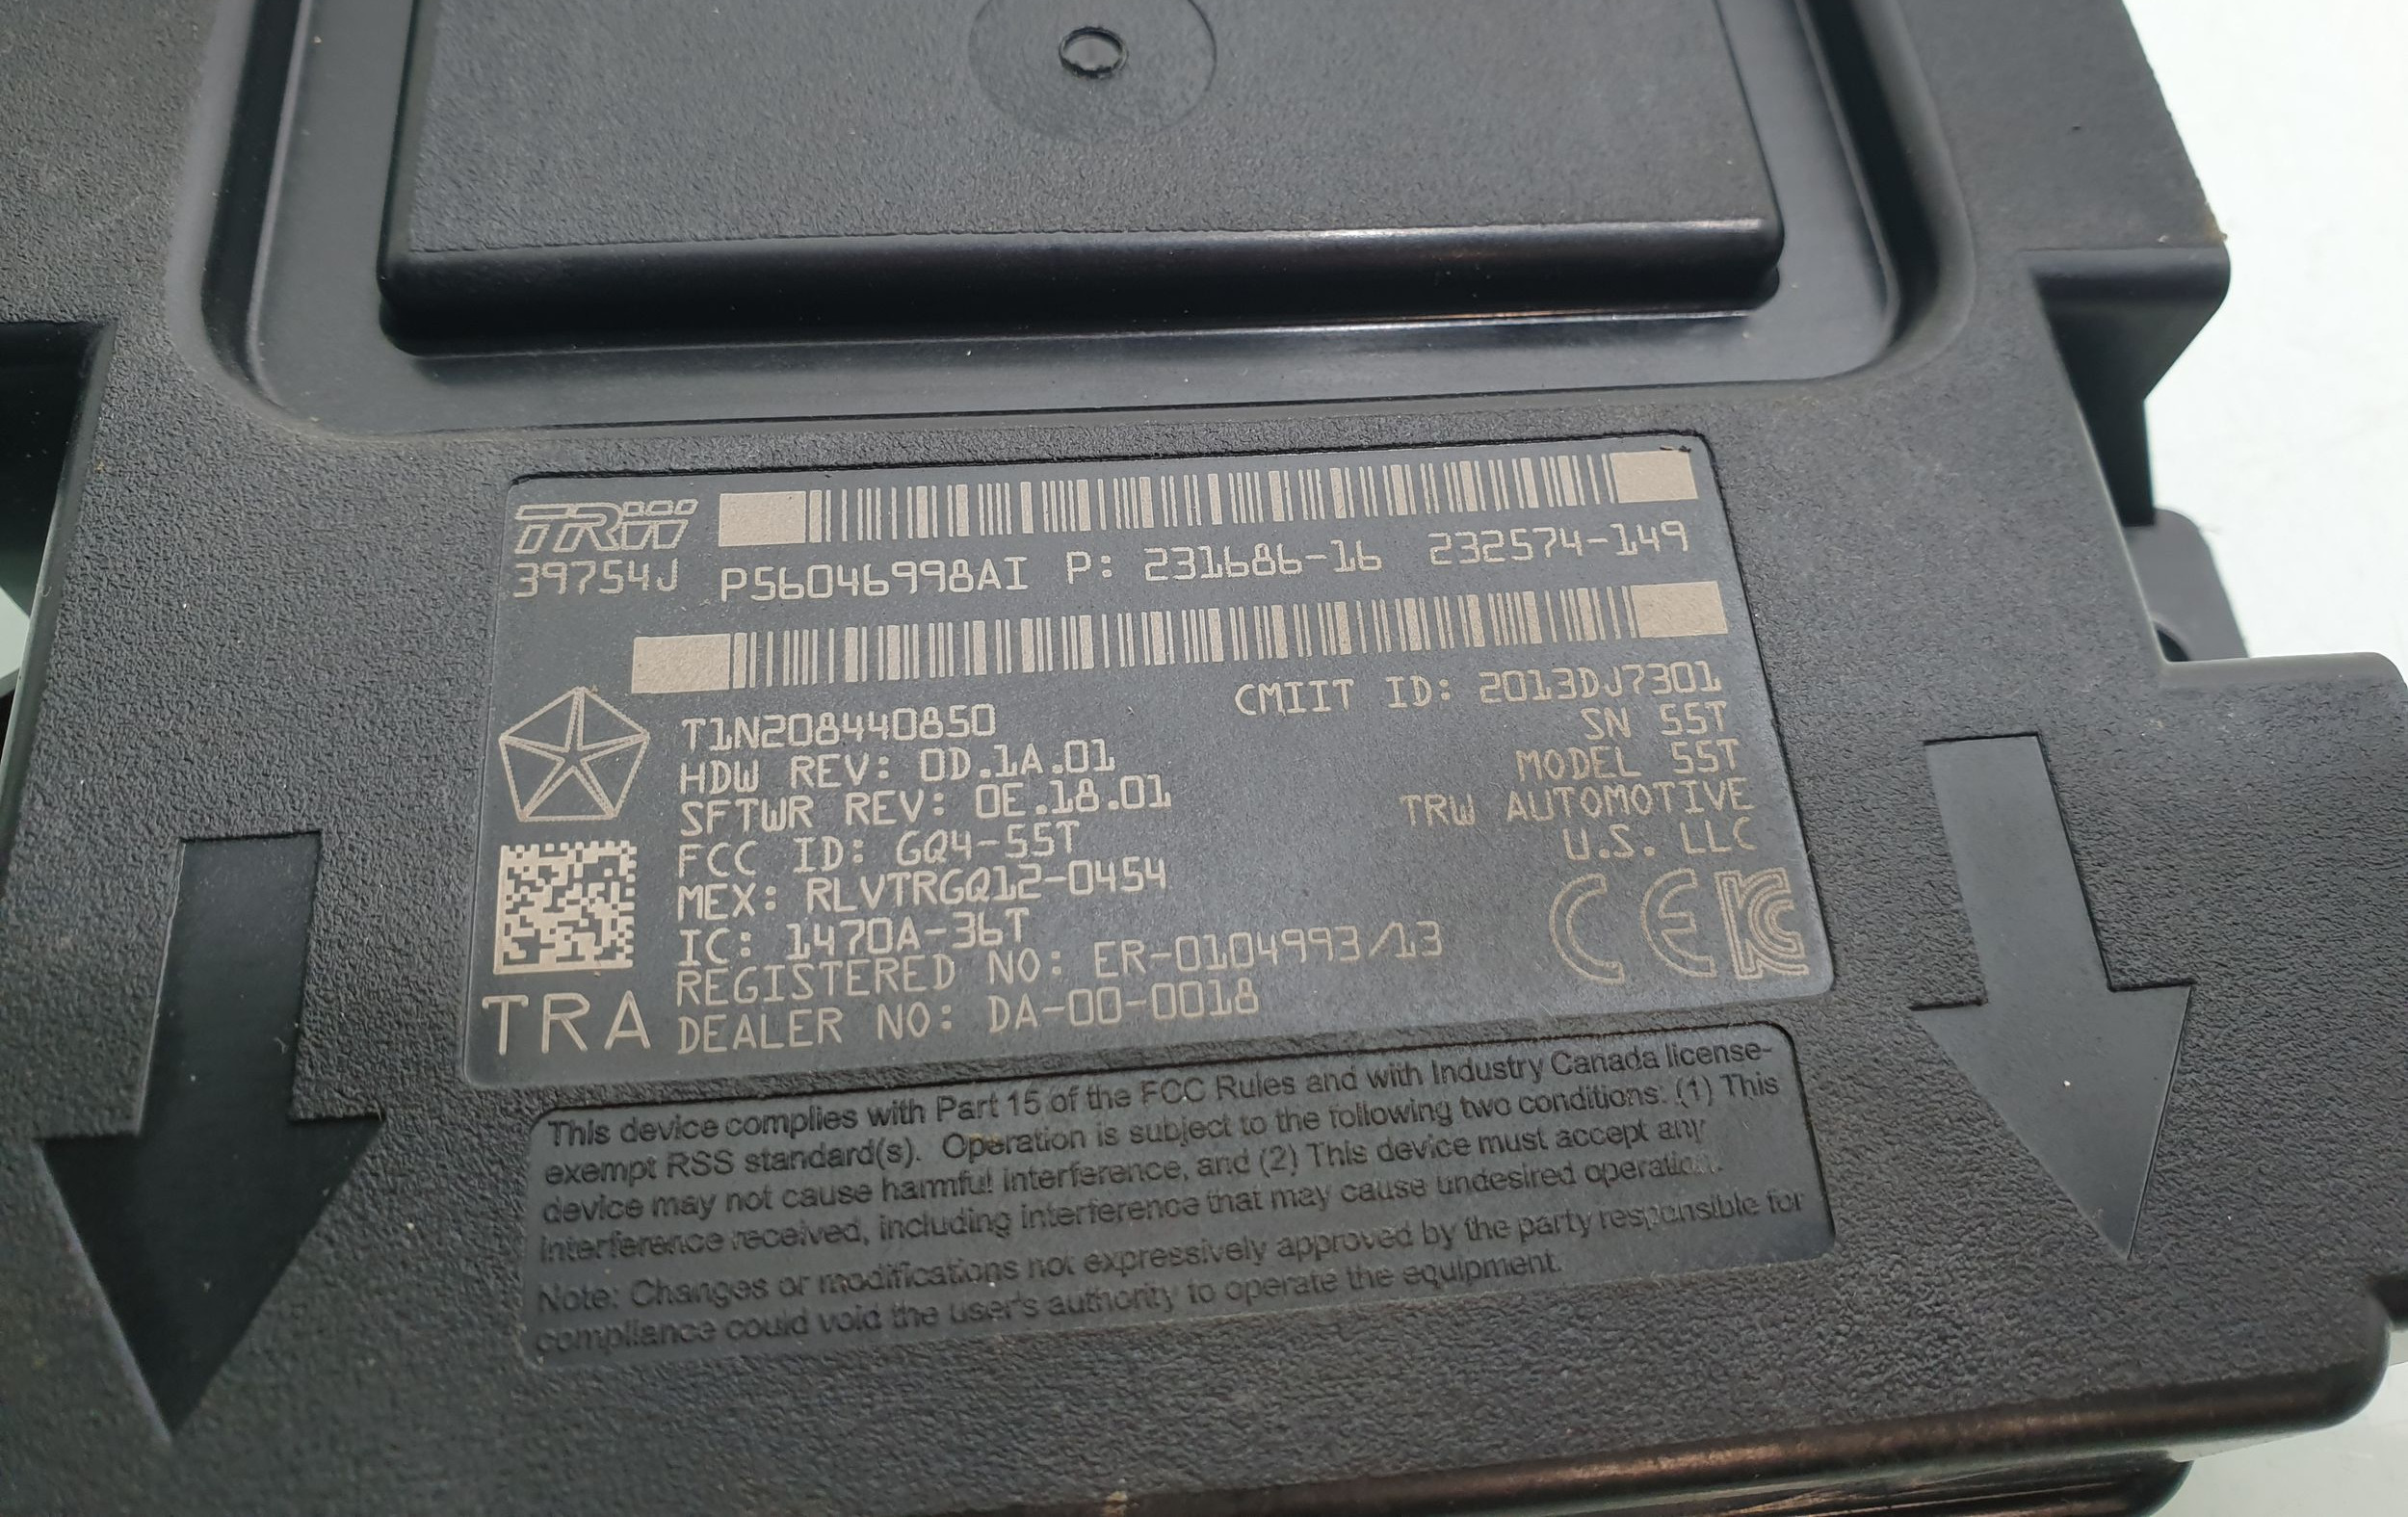 TRW
39754J P56046998AI P: 231686-16 232574-149
T1N208440850
CMIIT ID: 2013DJ7301
HDW REV: 0D.1A.01
SN 55T
SFTWR REV: 0E.18.01
MODEL 55T
FCC ID: GQ4-55T
TRW AUTOMOTIVE
MEX: RLVTRGQ12-0454
U.S. LLC
IC: 1470A-36T
CE
REGISTERED NO: ER-0104993/13
TRA DEALER NO: DA-00-0018
This device complies with Part 15 of the FCC Rules and with Industry Canada license-
exempt RSS standard(s). Operation is subject to the following two conditions: (1) This
device may not cause harmful interference, and (2) This device must accept any
interference received, including interference that may cause undesired operation.
Note: Changes or modifications not expressively approved by the party responsible for
compliance could void the user's authority to operate the equipment.